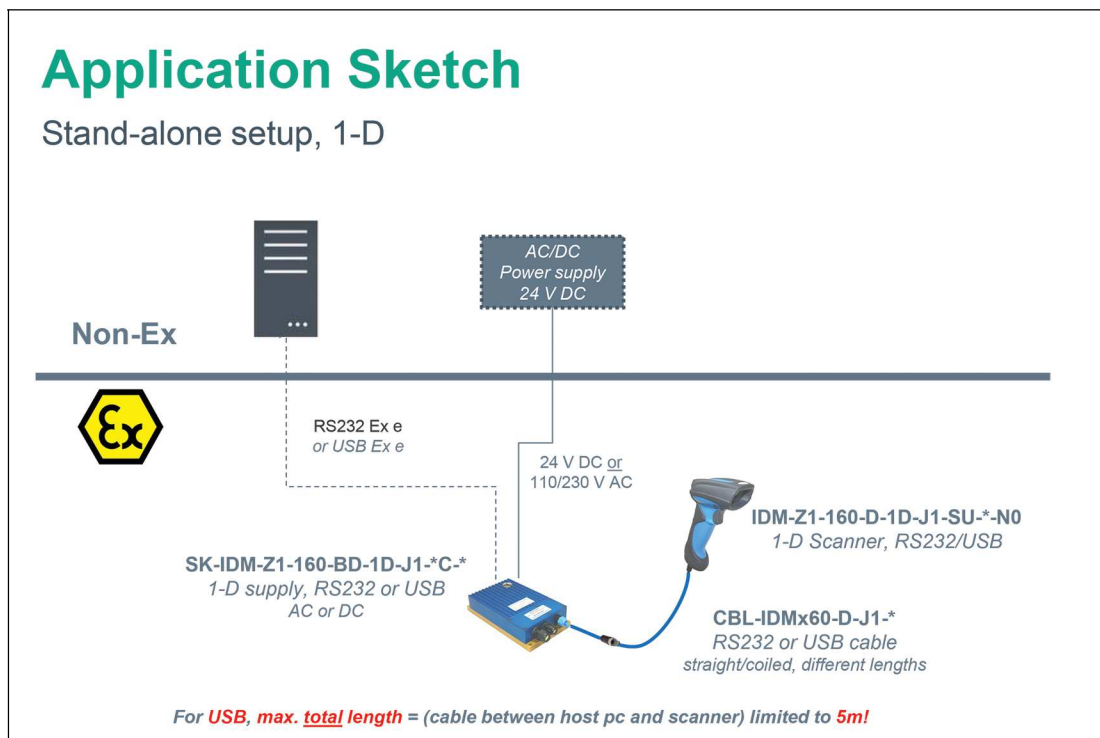 Application Sketch
Stand-alone setup, 1-D
AC/DC
Power supply
24 V DC
Non-Ex
Ex
RS232 Ex e
or USB Ex e
24 V DC or
110/230 V AC
IDM-Z1-160-D-1D-J1-SU-*-N0
1-D Scanner, RS232/USB
SK-IDM-Z1-160-BD-1D-J1-*C-*
1-D supply, RS232 or USB
AC or DC
CBL-IDMx60-D-J1-*
RS232 or USB cable
straight/coiled, different lengths
For USB, max. total length = (cable between host pc and scanner) limited to 5m!